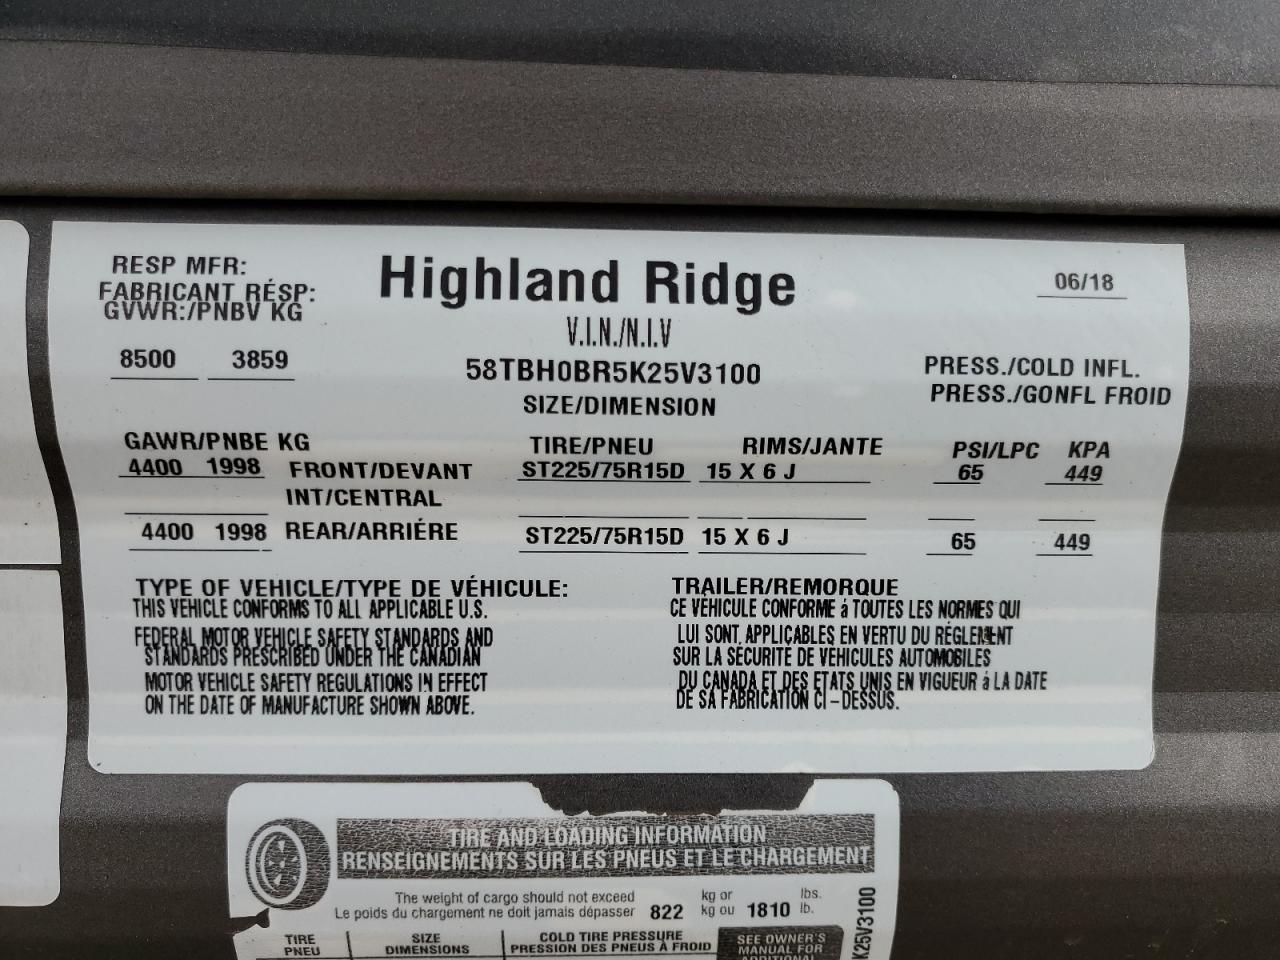 RESP MFR:
FABRICANT RÉSP:
GVWR:/PNBV KG
Highland Ridge
06/18
V.I.N./N.I.V
8500 3859
58TBH0BR5K25V3100
PRESS./COLD INFL.
PRESS./GONFL FROID
SIZE/DIMENSION
GAWR/PNBE KG TIRE/PNEU RIMS/JANTE PSI/LPC KPA
4400 1998 FRONT/DEVANT ST225/75R15D 15 X 6 J 65 449
INT/CENTRAL
4400 1998 REAR/ARRIÉRE ST225/75R15D 15 X 6 J 65 449
TYPE OF VEHICLE/TYPE DE VÉHICULE: TRAILER/REMORQUE
THIS VEHICLE CONFORMS TO ALL APPLICABLE U.S.
FEDERAL MOTOR VEHICLE SAFETY STANDARDS AND
STANDARDS PRESCRIBED UNDER THE CANADIAN
MOTOR VEHICLE SAFETY REGULATIONS IN EFFECT
ON THE DATE OF MANUFACTURE SHOWN ABOVE.
CE VÉHICULE CONFORME á TOUTES LES NORMES QUI
LUI SONT APPLICABLES EN VERTU DU RÉGLEMENT
SUR LA SECURITE DE VEHICULES AUTOMOBILES
DU CANADA ET DES ETATS UNIS EN VIGUEUR á LA DATE
DE SA FABRICATION CI-DESSUS.
TIRE AND LOADING INFORMATION
RENSEIGNEMENTS SUR LES PNEUS ET LE CHARGEMENT
The weight of cargo should not exceed kg or lbs.
Le poids du chargement ne doit jamais dépasser 822 kg ou 1810 lb.
TIRE SIZE COLD TIRE PRESSURE
PNEU DIMENSIONS PRESSION DES PNEUS À FROID
SEE OWNER'S
MANUAL FOR
ADDITIONAL
K25V3100